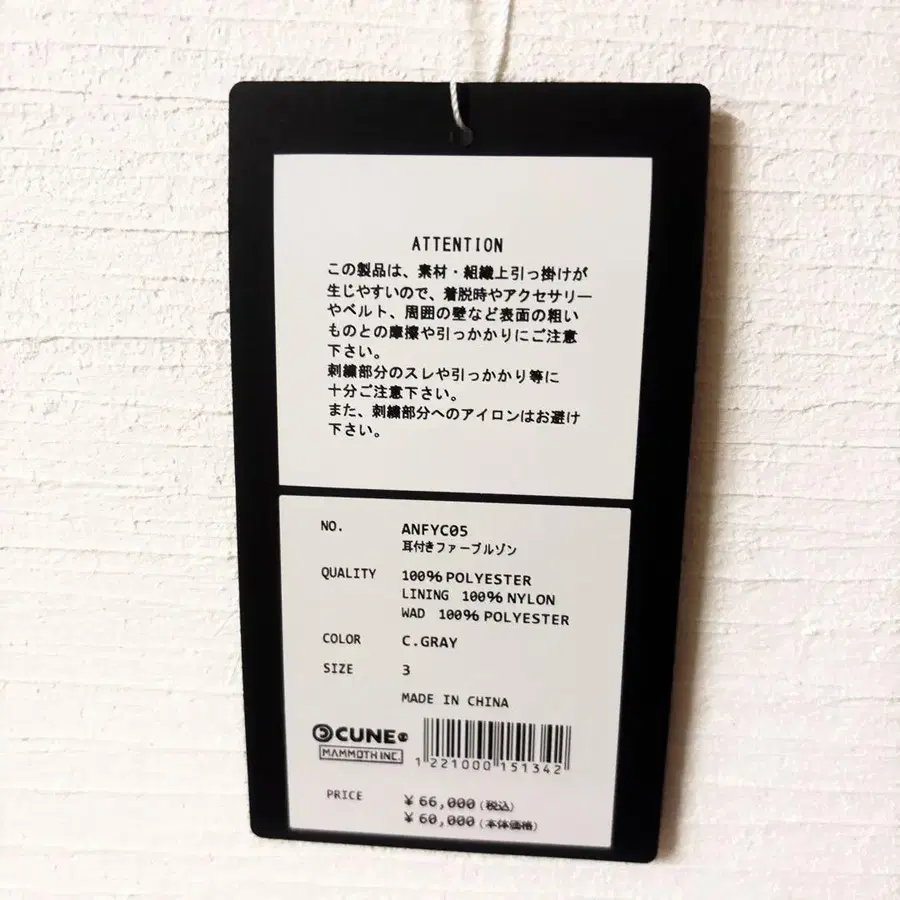 ATTENTION
この製品は、素材・組織上引っ掛けが
生じやすいので、着脱時やアクセサリー
やベルト、周囲の壁など表面の粗い
ものとの摩擦や引っかかりにご注意
下さい。
刺繍部分のスレや引っかかり等に
十分ご注意下さい。
また、刺繍部分へのアイロンはお避け
下さい。
NO. ANFYC05
耳付きファーブルゾン
QUALITY 100% POLYESTER
LINING 100% NYLON
WAD 100% POLYESTER
COLOR C.GRAY
SIZE 3
MADE IN CHINA
CUNE
MAMMOTH INC.
1221000151342
PRICE ¥66,000(税込)
¥60,000(本体価格)